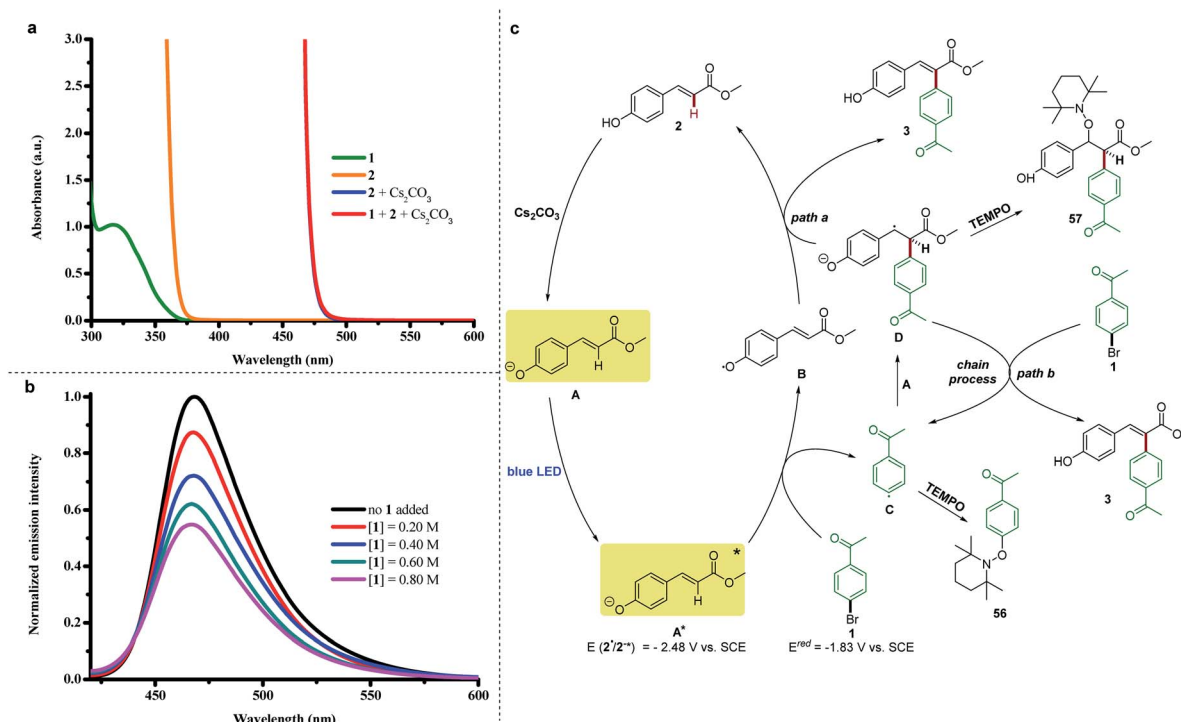 a
3.0
2.5
2.0
1.5
1.0
0.5
0.0
300
350
400
450
500
550
600
Absorbance (a.u.)
Wavelength (nm)
1
2
2 + Cs2CO3
1 + 2 + Cs2CO3
b
1.0
0.8
0.6
0.4
0.2
0.0
450
500
550
600
Normalized emission intensity
Wavelength (nm)
no 1 added
[1] = 0.20 M
[1] = 0.40 M
[1] = 0.60 M
[1] = 0.80 M
c
O
O
H
HO
2
O
O
HO
O
3
N
O
O
O
H
OH
O
57
Cs2CO3
path a
TEMPO
O
O
H
⊖O
O
D
O
Br
1
O
O
H
⊖O
A
O
O
•O
B
A
chain
process
path b
blue LED
O
C
TEMPO
O
O
HO
O
3
O
O
H
⊖O
*
A*
E (2•/2-*) = - 2.48 V vs. SCE
O
Br
1
Ered = -1.83 V vs. SCE
O
O
N
56